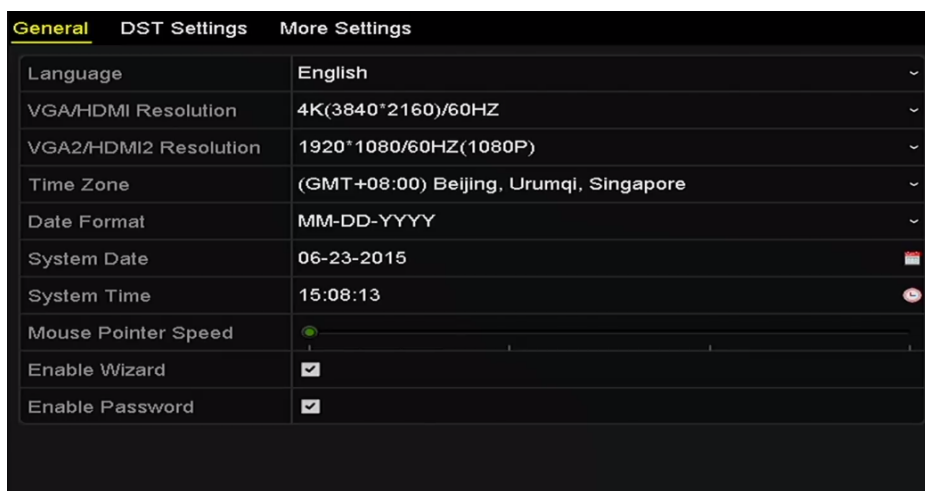 General DST Settings More Settings
Language English
VGA/HDMI Resolution 4K(3840*2160)/60HZ
VGA2/HDMI2 Resolution 1920*1080/60HZ(1080P)
Time Zone (GMT+08:00) Beijing, Urumqi, Singapore
Date Format MM-DD-YYYY
System Date 06-23-2015
System Time 15:08:13
Mouse Pointer Speed
Enable Wizard
Enable Password